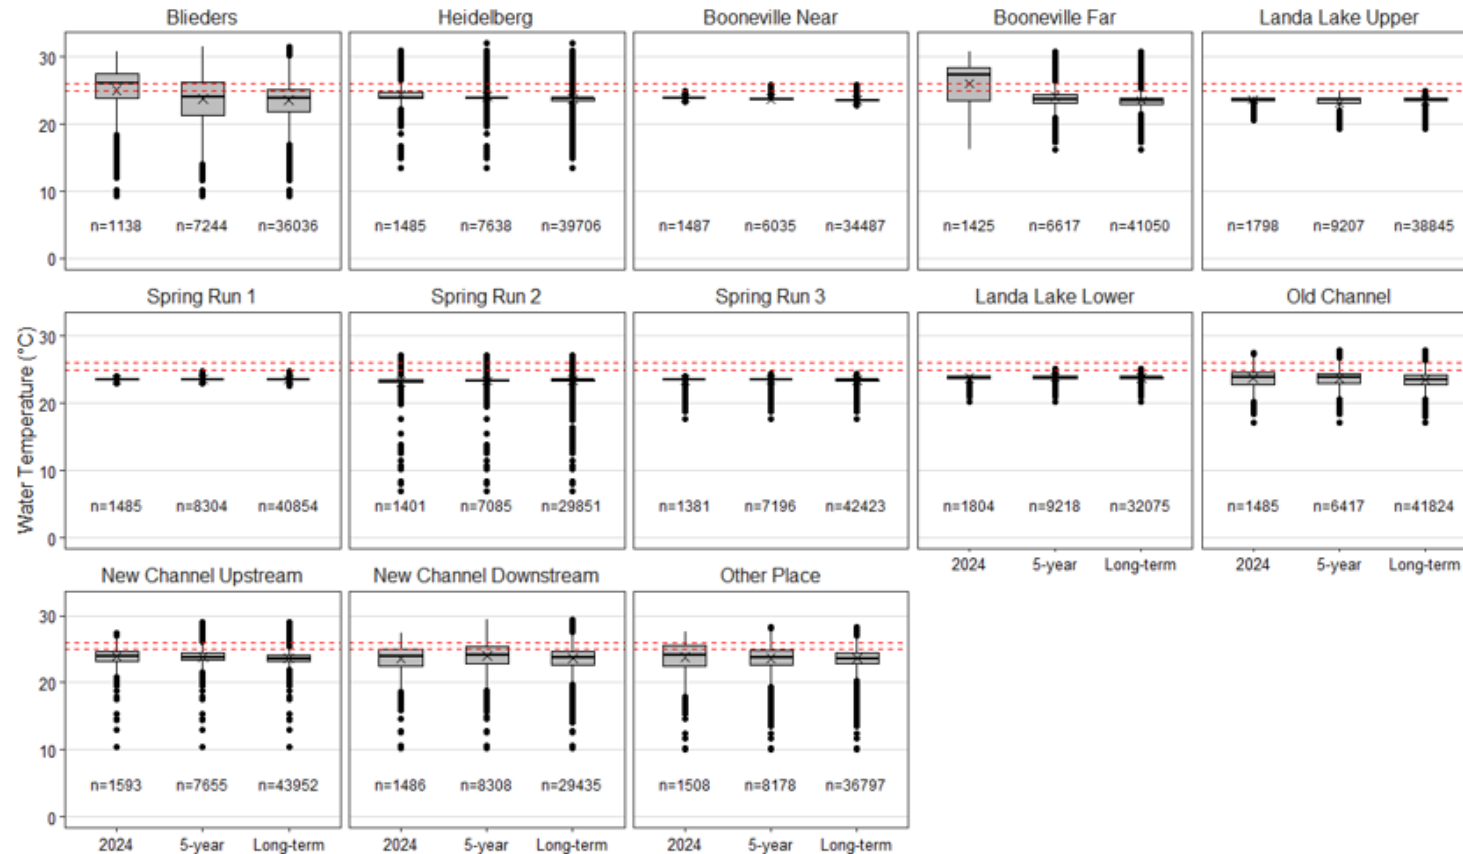 Blieders Heidelberg Booneville Near Booneville Far Landa Lake Upper
30
20
10
n=1138 n=7244 n=36036 n=1485 n=7638 n=39706 n=1487 n=6035 n=34487 n=1425 n=6617 n=41050 n=1798 n=9207 n=38845
0
Spring Run 1 Spring Run 2 Spring Run 3 Landa Lake Lower Old Channel
Water Temperature (°C)
30
20
10
n=1485 n=8304 n=40854 n=1401 n=7085 n=29851 n=1381 n=7196 n=42423 n=1804 n=9218 n=32075 n=1485 n=6417 n=41824
0
2024 5-year Long-term 2024 5-year Long-term
New Channel Upstream New Channel Downstream Other Place
30
20
10
n=1593 n=7655 n=43952 n=1486 n=8308 n=29435 n=1508 n=8178 n=36797
0
2024 5-year Long-term 2024 5-year Long-term 2024 5-year Long-term